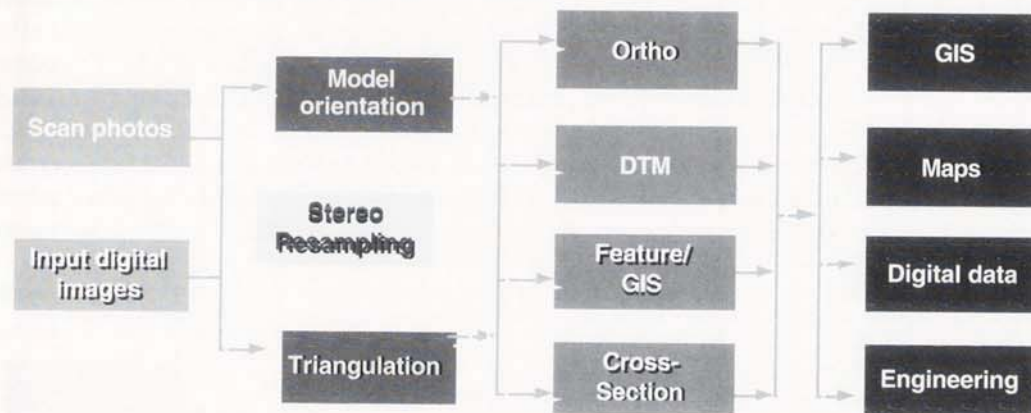 Scan photos
Input digital
images
Model
orientation
Stereo
Resampling
Triangulation
Ortho
DTM
Feature/
GIS
Cross-
Section
GIS
Maps
Digital data
Engineering